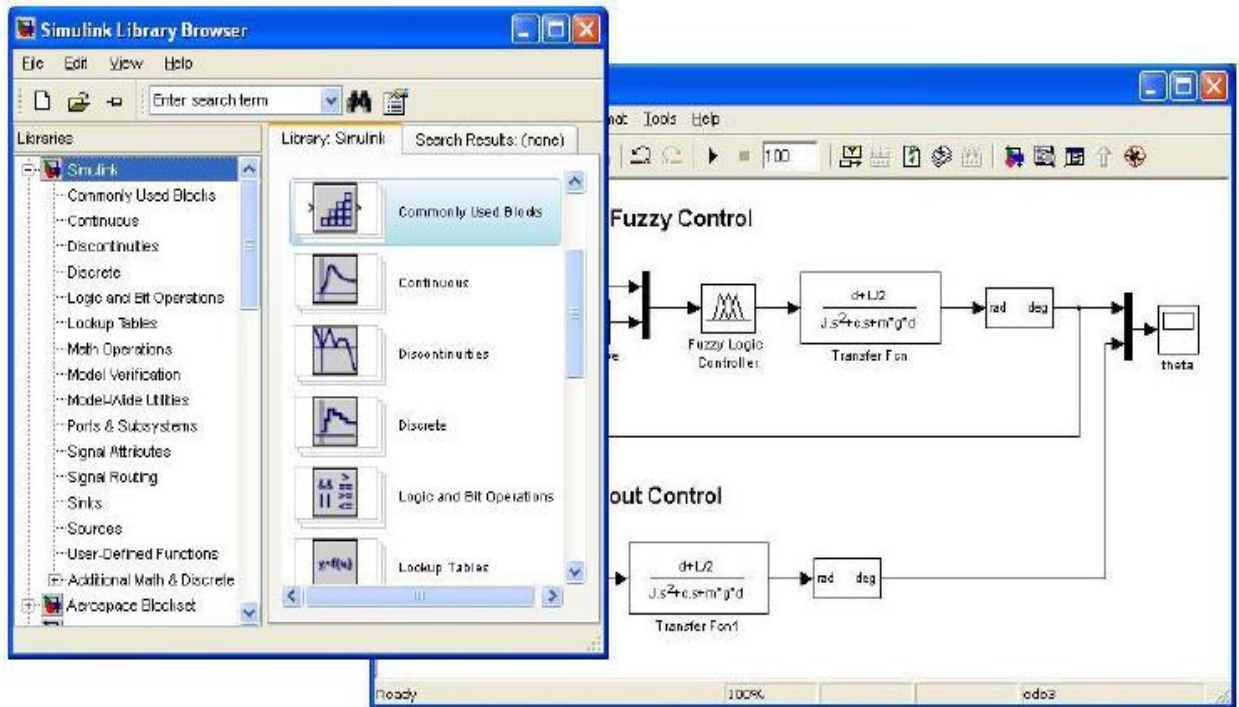 Simulink Library Browser
File Edit View Help
Enter search term
Libraries
Library: Simulink
Search Results: (none)
Simulink
Commonly Used Blocks
Continuous
Discontinuities
Discrete
Logic and Bit Operations
Lookup Tables
Math Operations
Model Verification
Model-Wide Utilities
Ports & Subsystems
Signal Attributes
Signal Routing
Sinks
Sources
User-Defined Functions
Additional Math & Discrete
Aerospace Blockset
Commonly Used Blocks
Continuous
Discontinuities
Discrete
&& > == || >= <=
Logic and Bit Operations
y=f(u)
Lookup Tables
mat Tools Help
100
Fuzzy Control
ve
Fuzzy Logic
Controller
d+L/2
J.s²+c.s+m*g*d
Transfer Fcn
rad deg
theta
out Control
d+L/2
J.s²+c.s+m*g*d
Transfer Fcn1
rad deg
Ready
100%
ode3